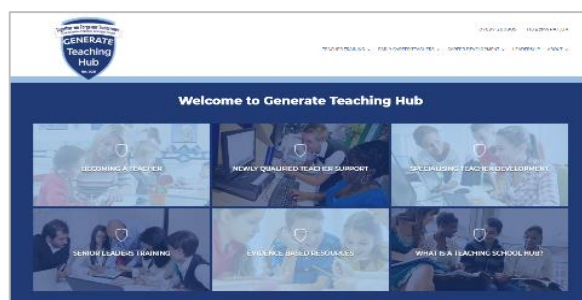 GENERATE
Teaching
Hub
Welcome to Generate Teaching Hub
BECOMING A TEACHER
NEWLY QUALIFIED TEACHER SUPPORT
SPECIALISING TEACHER DEVELOPMENT
SENIOR LEADERS TRAINING
EVIDENCE BASED RESOURCES
WHAT IS A TEACHING SCHOOL HUB?